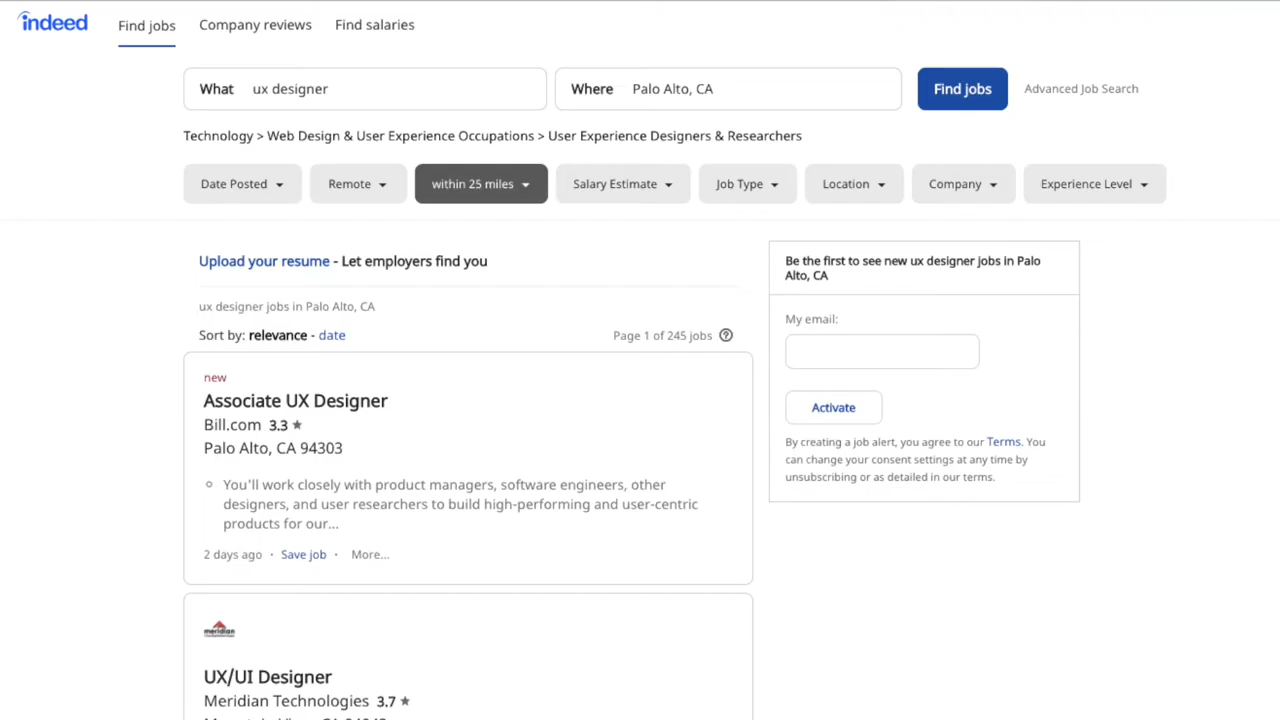 indeed
Find jobs Company reviews Find salaries
What ux designer Where Palo Alto, CA Find jobs Advanced Job Search
Technology > Web Design & User Experience Occupations > User Experience Designers & Researchers
Date Posted Remote within 25 miles Salary Estimate Job Type Location Company Experience Level
Upload your resume - Let employers find you
ux designer jobs in Palo Alto, CA
Sort by: relevance - date
Page 1 of 245 jobs
new
Associate UX Designer
Bill.com 3.3
Palo Alto, CA 94303
You'll work closely with product managers, software engineers, other
designers, and user researchers to build high-performing and user-centric
products for our...
2 days ago · Save job · More...
meridian
UX/UI Designer
Meridian Technologies 3.7
Be the first to see new ux designer jobs in Palo
Alto, CA
My email:
Activate
By creating a job alert, you agree to our Terms. You
can change your consent settings at any time by
unsubscribing or as detailed in our terms.